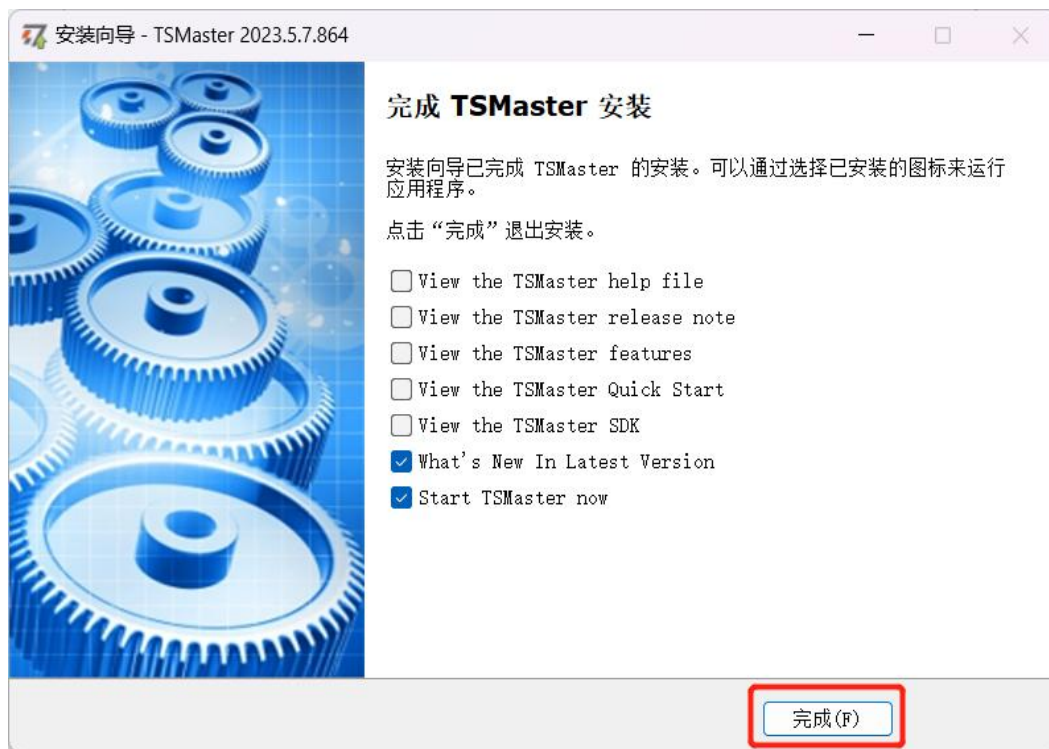 安装向导 - TSMaster 2023.5.7.864
完成 TSMaster 安装
安装向导已完成 TSMaster 的安装。可以通过选择已安装的图标来运行
应用程序。
点击“完成”退出安装。
View the TSMaster help file
View the TSMaster release note
View the TSMaster features
View the TSMaster Quick Start
View the TSMaster SDK
What's New In Latest Version
Start TSMaster now
完成(F)